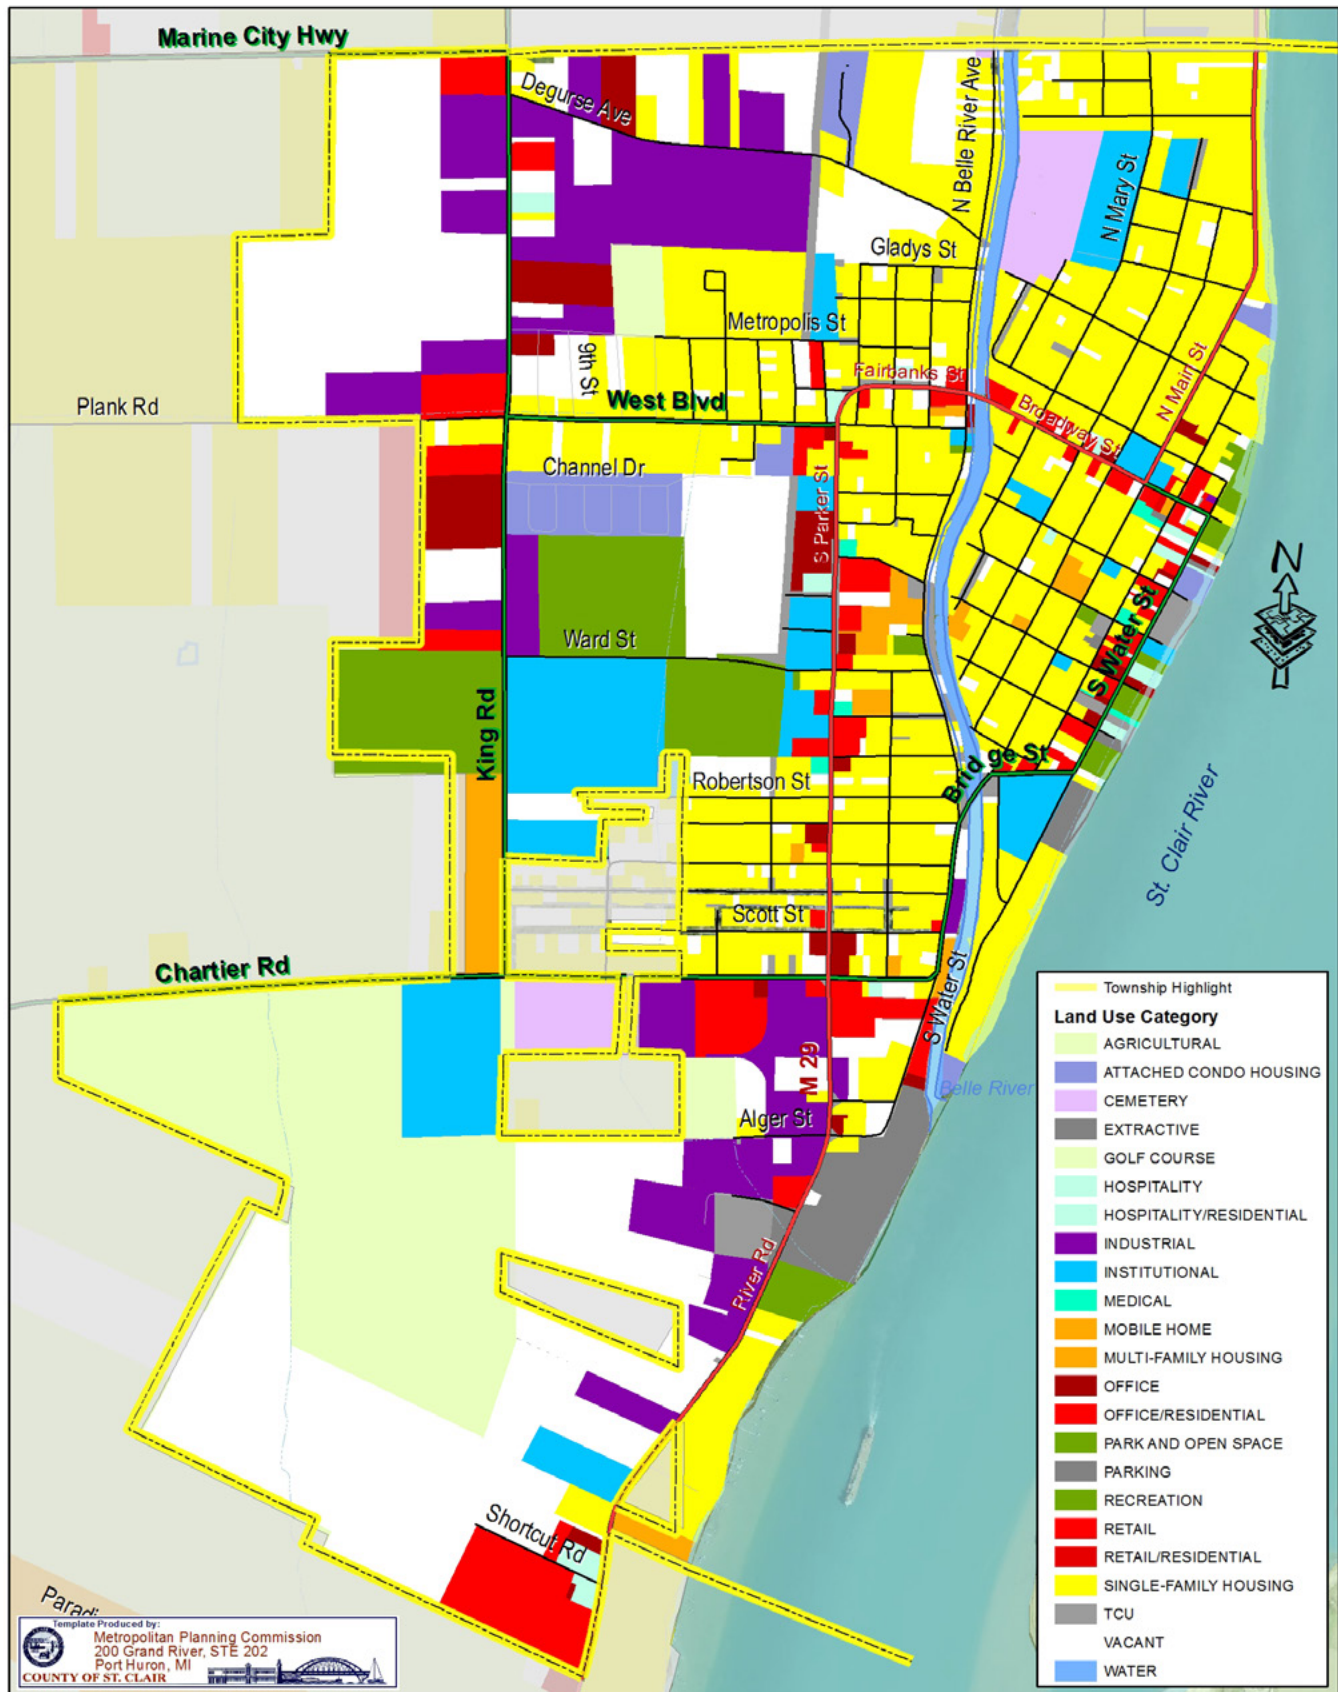 Marine City Hwy
Degurse Ave
N Belle River Ave
N Mary St
Gladys St
Metropolis St
9th St
Fairbanks St
N Main St
Plank Rd
West Blvd
Broadway St
Channel Dr
S Parker St
N
S Water St
Ward St
King Rd
Bridge St
Robertson St
St. Clair River
Scott St
Chartier Rd
S Water St
M 29
Belle River
Alger St
River Rd
Shortcut Rd
Paradi
Township Highlight
Land Use Category
AGRICULTURAL
ATTACHED CONDO HOUSING
CEMETERY
EXTRACTIVE
GOLF COURSE
HOSPITALITY
HOSPITALITY/RESIDENTIAL
INDUSTRIAL
INSTITUTIONAL
MEDICAL
MOBILE HOME
MULTI-FAMILY HOUSING
OFFICE
OFFICE/RESIDENTIAL
PARK AND OPEN SPACE
PARKING
RECREATION
RETAIL
RETAIL/RESIDENTIAL
SINGLE-FAMILY HOUSING
TCU
VACANT
WATER
Template Produced by:
Metropolitan Planning Commission
200 Grand River, STE 202
Port Huron, MI
COUNTY OF ST. CLAIR